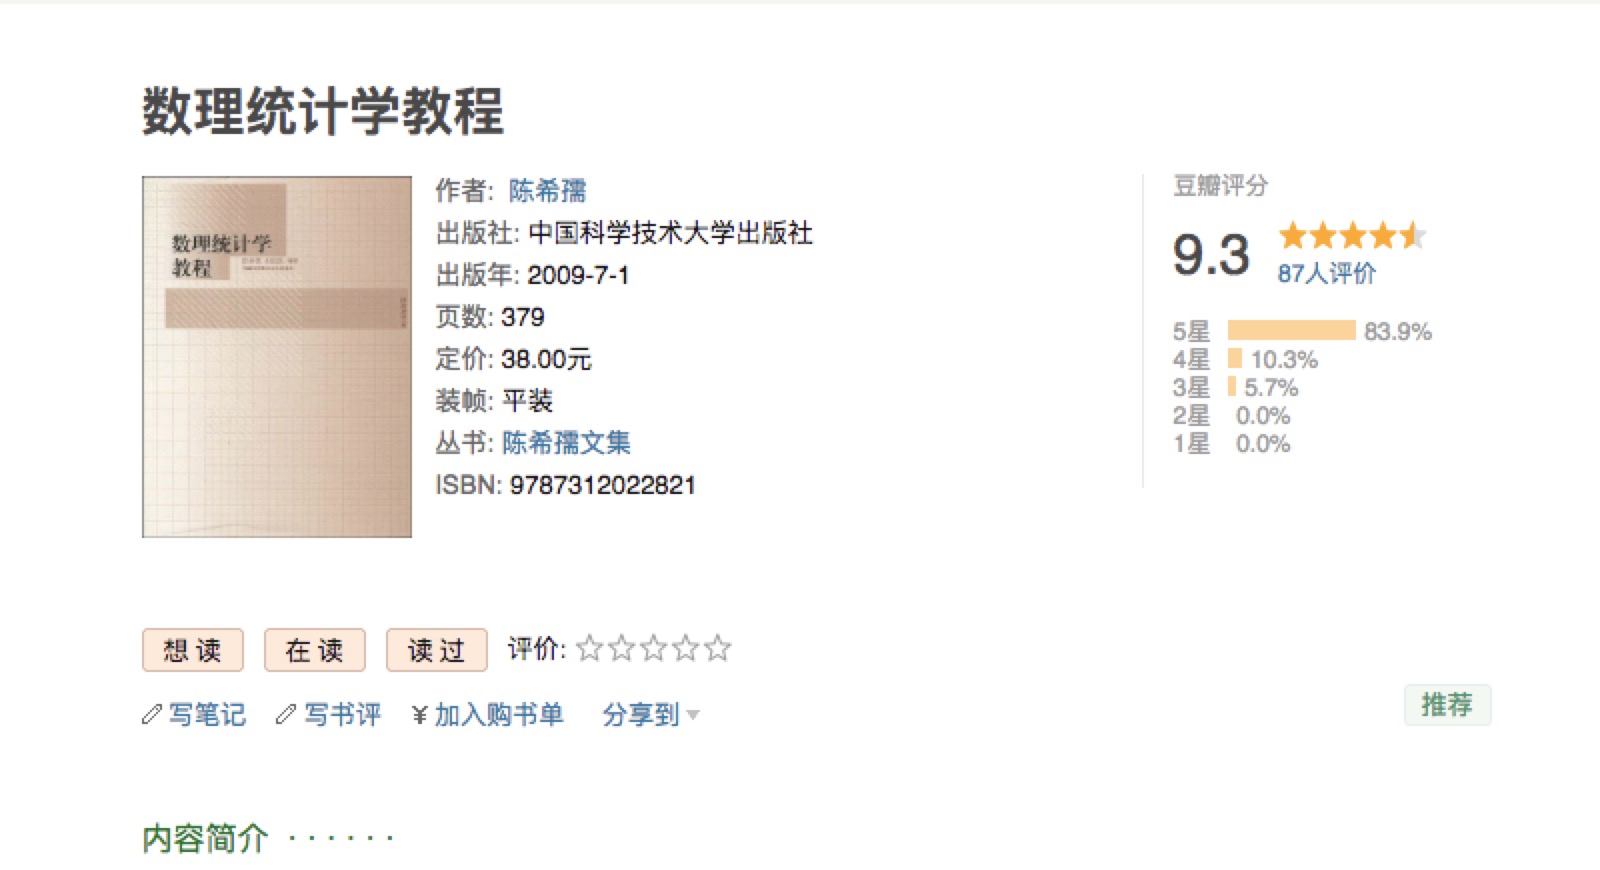 数理统计学教程
数理统计学
教程
作者: 陈希孺
出版社: 中国科学技术大学出版社
出版年: 2009-7-1
页数: 379
定价: 38.00元
装帧: 平装
丛书: 陈希孺文集
ISBN: 9787312022821
豆瓣评分
9.3
87人评价
5星 83.9%
4星 10.3%
3星 5.7%
2星 0.0%
1星 0.0%
想读 在读 读过 评价:
写笔记 写书评 ¥加入购书单 分享到
推荐
内容简介 · · · · · ·